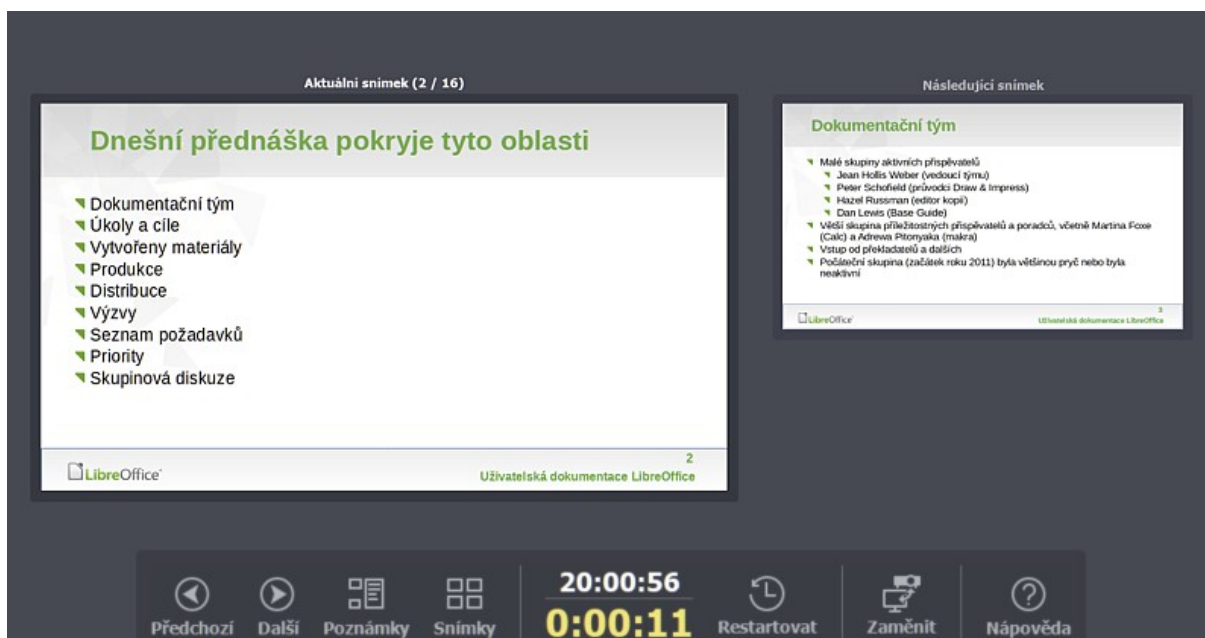 Aktuální snímek (2 / 16)
Dnešní přednáška pokryje tyto oblasti
Dokumentační tým
Úkoly a cíle
Vytvořeny materiály
Produkce
Distribuce
Výzvy
Seznam požadavků
Priority
Skupinová diskuze
LibreOffice
2
Uživatelská dokumentace LibreOffice
Následující snímek
Dokumentační tým
Malé skupiny aktivních přispěvatelů
Jean Hollis Weber (vedoucí týmu)
Peter Schofield (průvodci Draw & Impress)
Hazel Russman (editor kopií)
Dan Lewis (Base Guide)
Větší skupina příležitostných přispěvatelů a poradců, včetně Martina Foxe
(Calc) a Adrewa Pitonyaka (makra)
Vstup od překladatelů a dalších
Počáteční skupina (začátek roku 2011) byla většinou pryč nebo byla
neaktivní
LibreOffice
3
Uživatelská dokumentace LibreOffice
Předchozí
Další
Poznámky
Snímky
20:00:56
0:00:11
Restartovat
Zaměnit
Nápověda